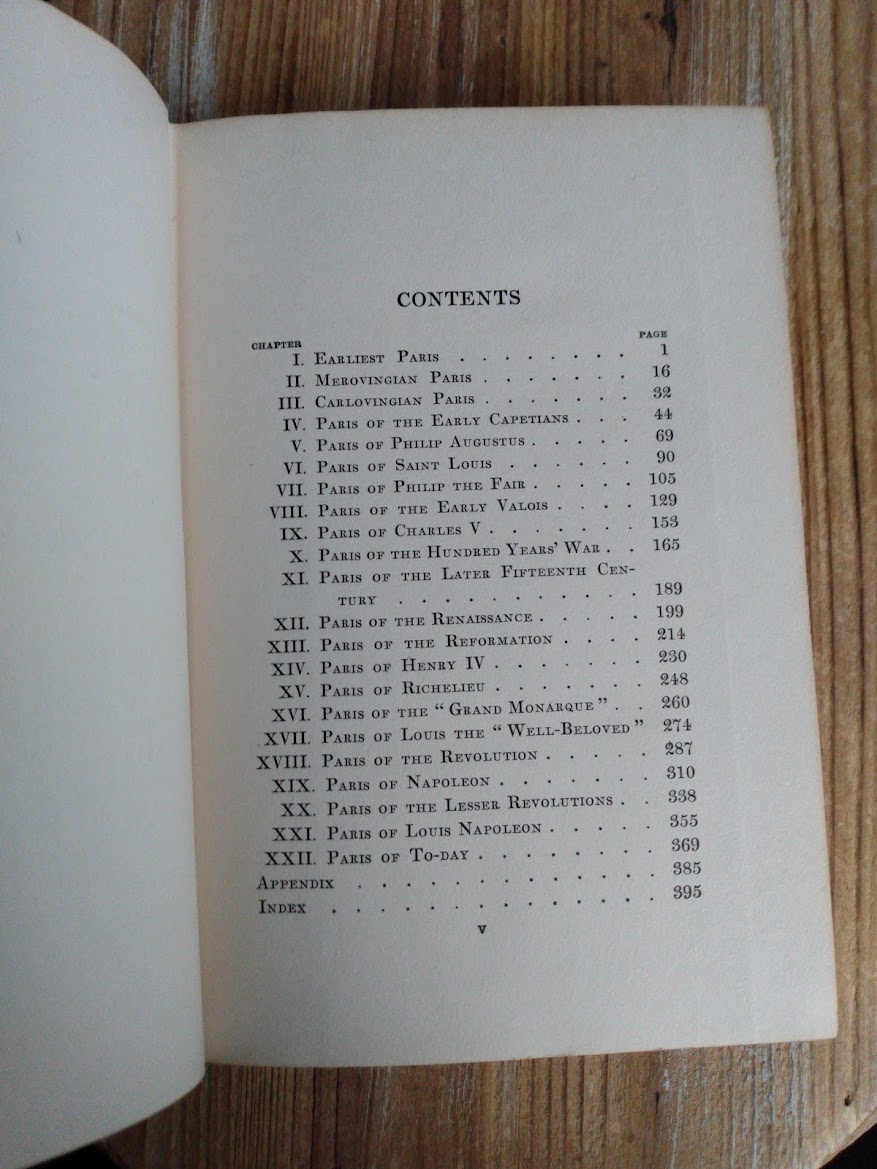 CONTENTS
CHAPTER PAGE
I. Earliest Paris . . . . . . . . 1
II. Merovingian Paris . . . . . . . 16
III. Carlovingian Paris . . . . . . . 32
IV. Paris of the Early Capetians . . . 44
V. Paris of Philip Augustus . . . . . 69
VI. Paris of Saint Louis . . . . . . 90
VII. Paris of Philip the Fair . . . . . 105
VIII. Paris of the Early Valois . . . . 129
IX. Paris of Charles V . . . . . . . 153
X. Paris of the Hundred Years' War . . 165
XI. Paris of the Later Fifteenth Cen-
tury . . . . . . . . . . . 189
XII. Paris of the Renaissance . . . . . 199
XIII. Paris of the Reformation . . . . 214
XIV. Paris of Henry IV . . . . . . . 230
XV. Paris of Richelieu . . . . . . . 248
XVI. Paris of the “Grand Monarque” . . 260
XVII. Paris of Louis the “Well-Beloved” 274
XVIII. Paris of the Revolution . . . . . 287
XIX. Paris of Napoleon . . . . . . . 310
XX. Paris of the Lesser Revolutions . . 338
XXI. Paris of Louis Napoleon . . . . . 355
XXII. Paris of To-day . . . . . . . . 369
Appendix . . . . . . . . . . . . . 385
Index . . . . . . . . . . . . . . 395
v